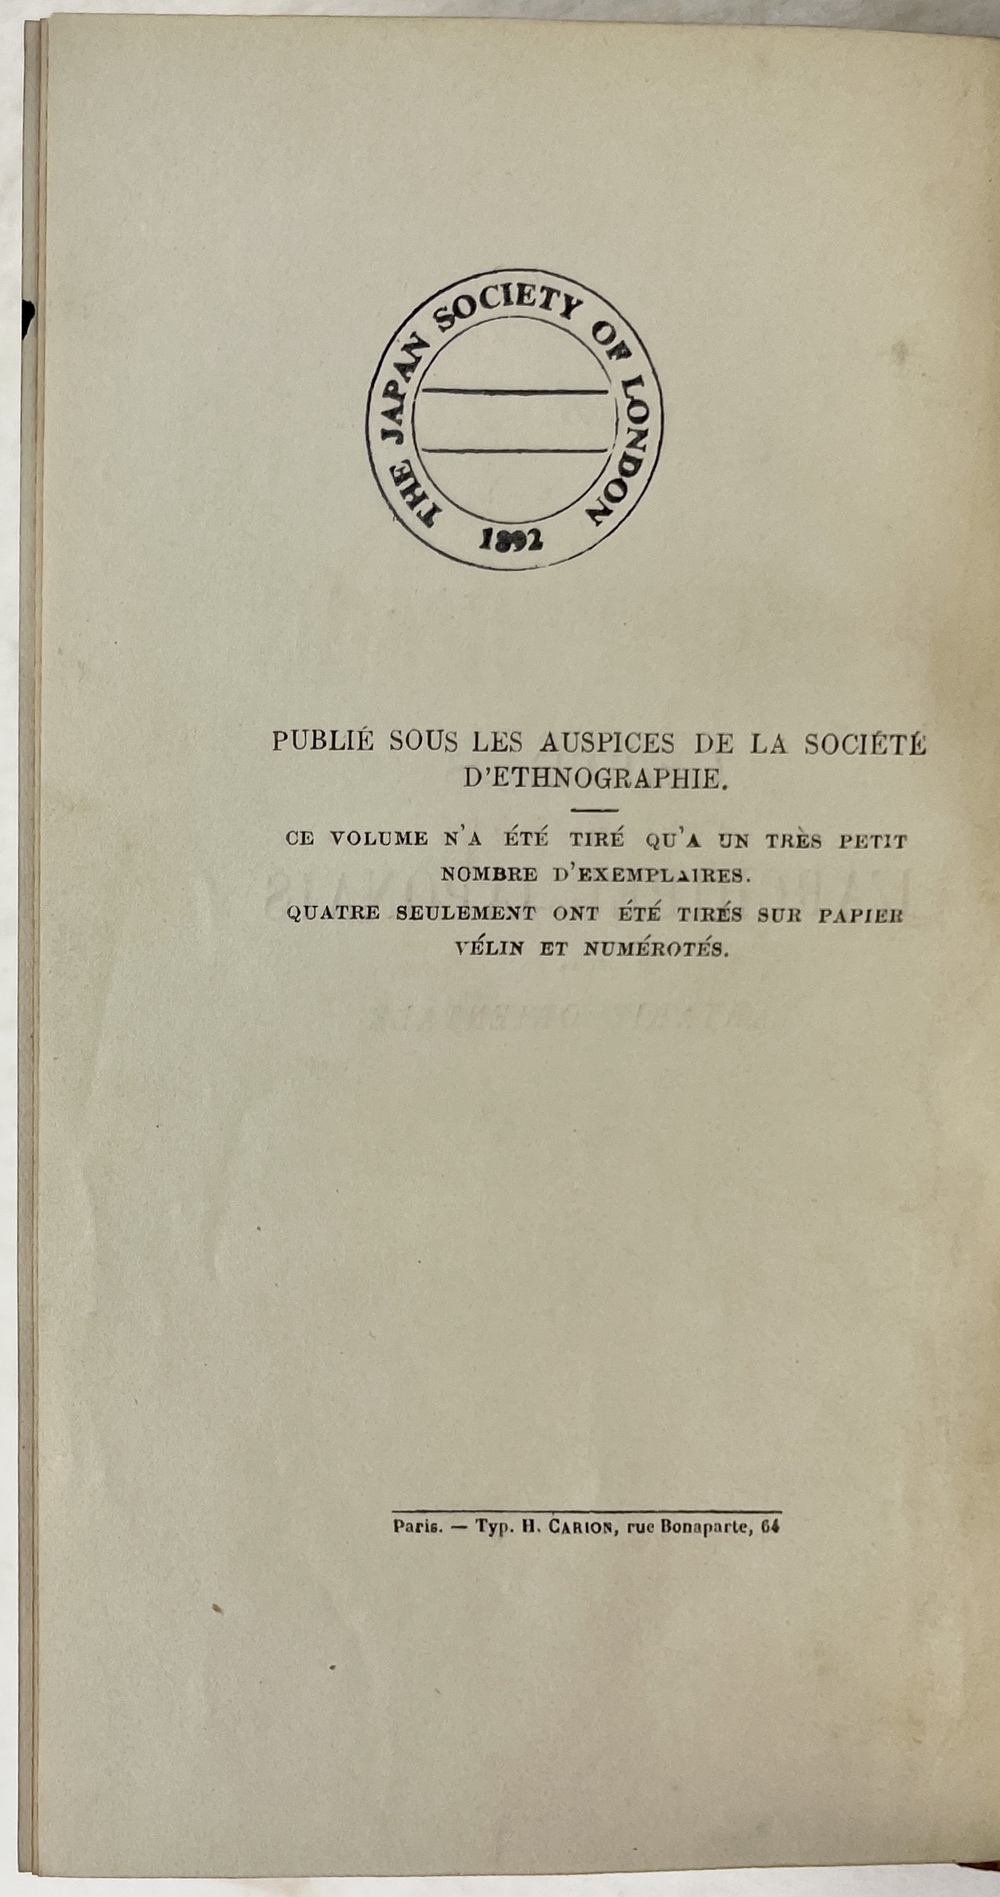 THE JAPAN SOCIETY OF LONDON
1892
PUBLIÉ SOUS LES AUSPICES DE LA SOCIÉTÉ
D'ETHNOGRAPHIE.
CE VOLUME N'A ÉTÉ TIRÉ QU'A UN TRÈS PETIT
NOMBRE D'EXEMPLAIRES.
QUATRE SEULEMENT ONT ÉTÉ TIRÉS SUR PAPIER
VÉLIN ET NUMÉROTÉS.
Paris. — Typ. H. CARION, rue Bonaparte, 64